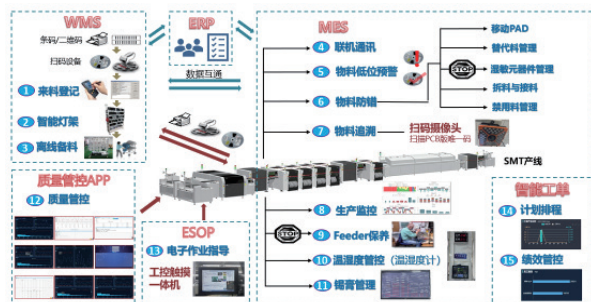 WMS
条码/二维码
扫码设备
1 来料登记
2 智能灯架
3 离线备料
ERP
数据互通
MES
4 联机通讯
5 物料低位预警
6 物料防错
7 物料追溯
扫码摄像头
扫描PCB版唯一码
移动PAD
替代料管理
STOP
湿敏元器件管理
拆料与接料
禁用料管理
SMT产线
质量管控APP
12 质量管控
ESOP
13 电子作业指导
工控触摸
一体机
8 生产监控
STOP
9 Feeder保养
10 温湿度管控（温湿度计）
11 锡膏管理
智能工单
14 计划排程
15 绩效管控